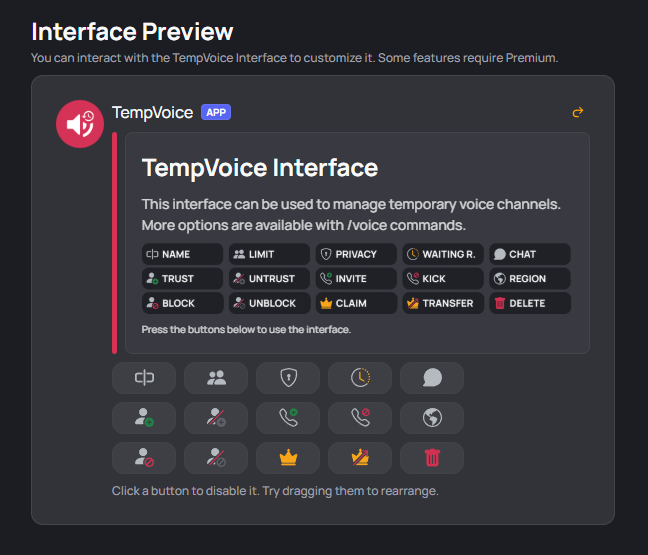 Interface Preview
You can interact with the TempVoice Interface to customize it. Some features require Premium.
TempVoice APP
TempVoice Interface
This interface can be used to manage temporary voice channels.
More options are available with /voice commands.
NAME LIMIT PRIVACY WAITING R. CHAT
TRUST UNTRUST INVITE KICK REGION
BLOCK UNBLOCK CLAIM TRANSFER DELETE
Press the buttons below to use the interface.
Click a button to disable it. Try dragging them to rearrange.